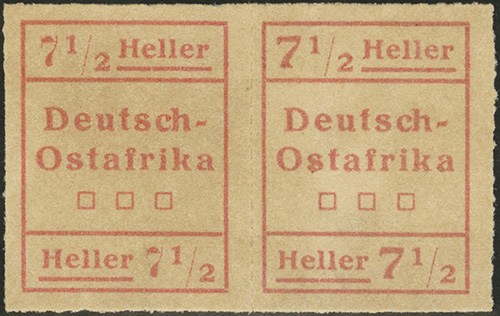 7 1/2 Heller
Deutsch-
Ostafrika
Heller 7 1/2
7 1/2 Heller
Deutsch-
Ostafrika
Heller 7 1/2